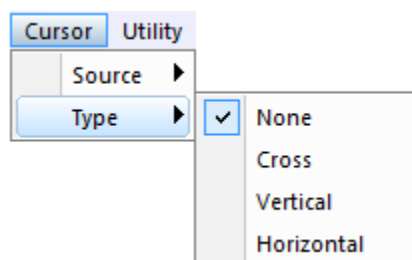 Cursor Utility
Source
Type
None
Cross
Vertical
Horizontal